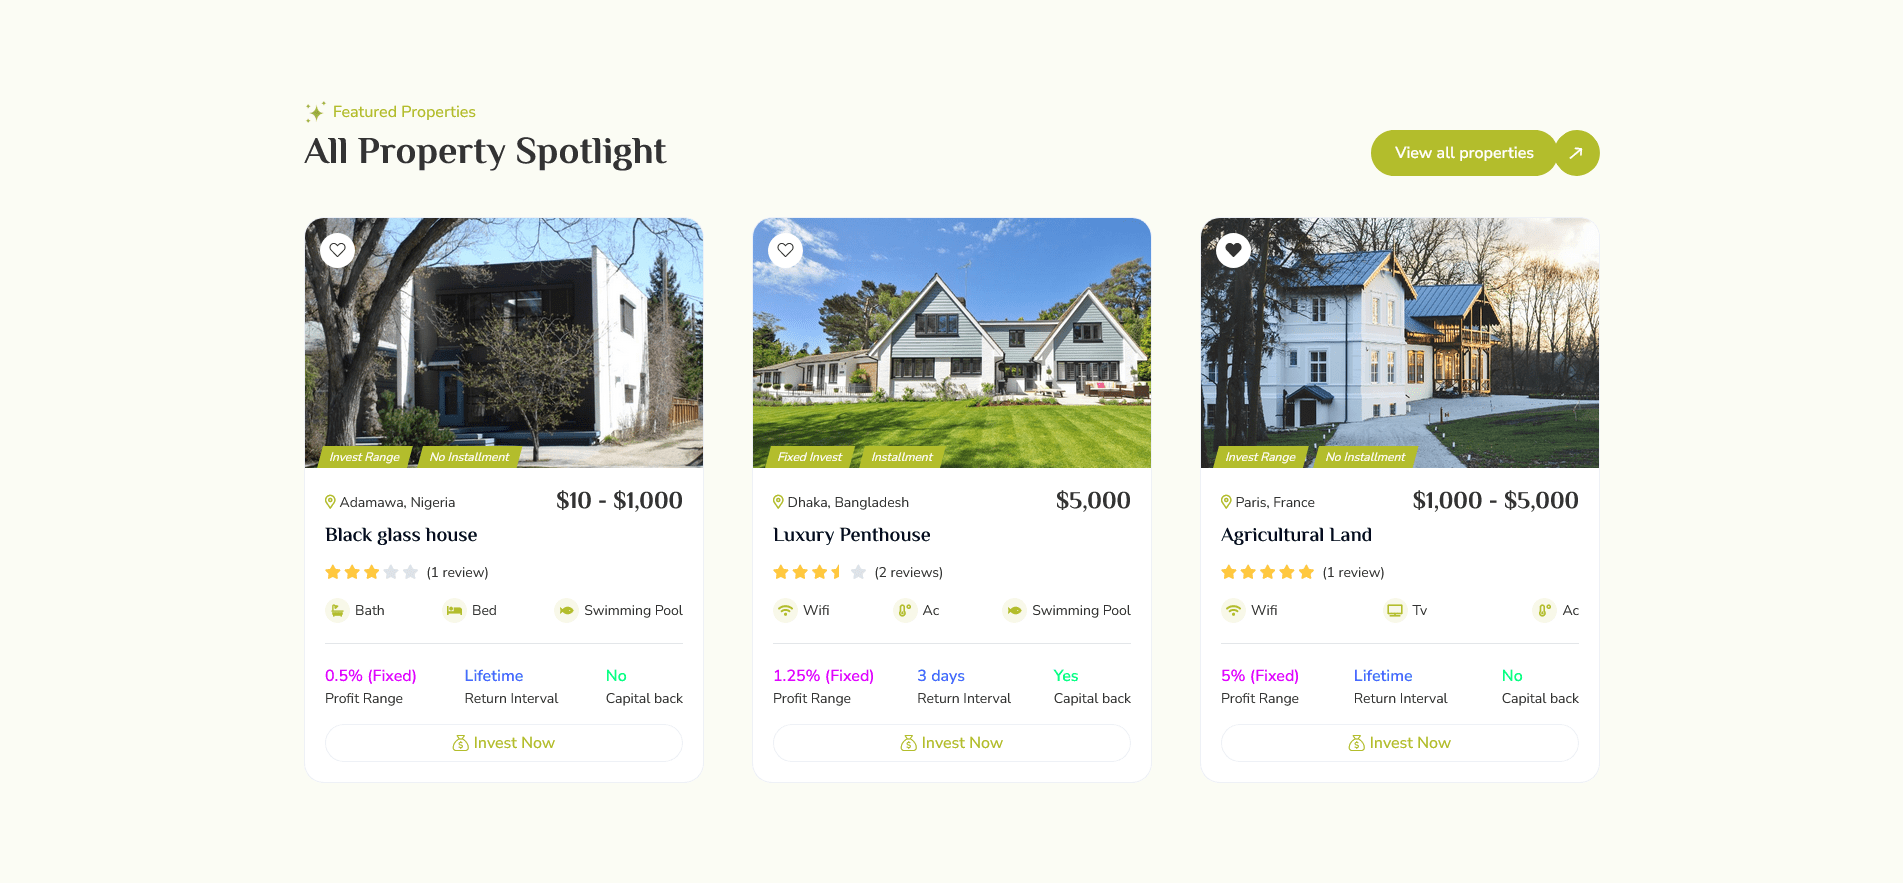 Featured Properties
All Property Spotlight
View all properties
Invest Range No Installment
Adamawa, Nigeria $10 - $1,000
Black glass house
(1 review)
Bath Bed Swimming Pool
0.5% (Fixed) Lifetime No
Profit Range Return Interval Capital back
Invest Now
Fixed Invest Installment
Dhaka, Bangladesh $5,000
Luxury Penthouse
(2 reviews)
Wifi Ac Swimming Pool
1.25% (Fixed) 3 days Yes
Profit Range Return Interval Capital back
Invest Now
Invest Range No Installment
Paris, France $1,000 - $5,000
Agricultural Land
(1 review)
Wifi Tv Ac
5% (Fixed) Lifetime No
Profit Range Return Interval Capital back
Invest Now